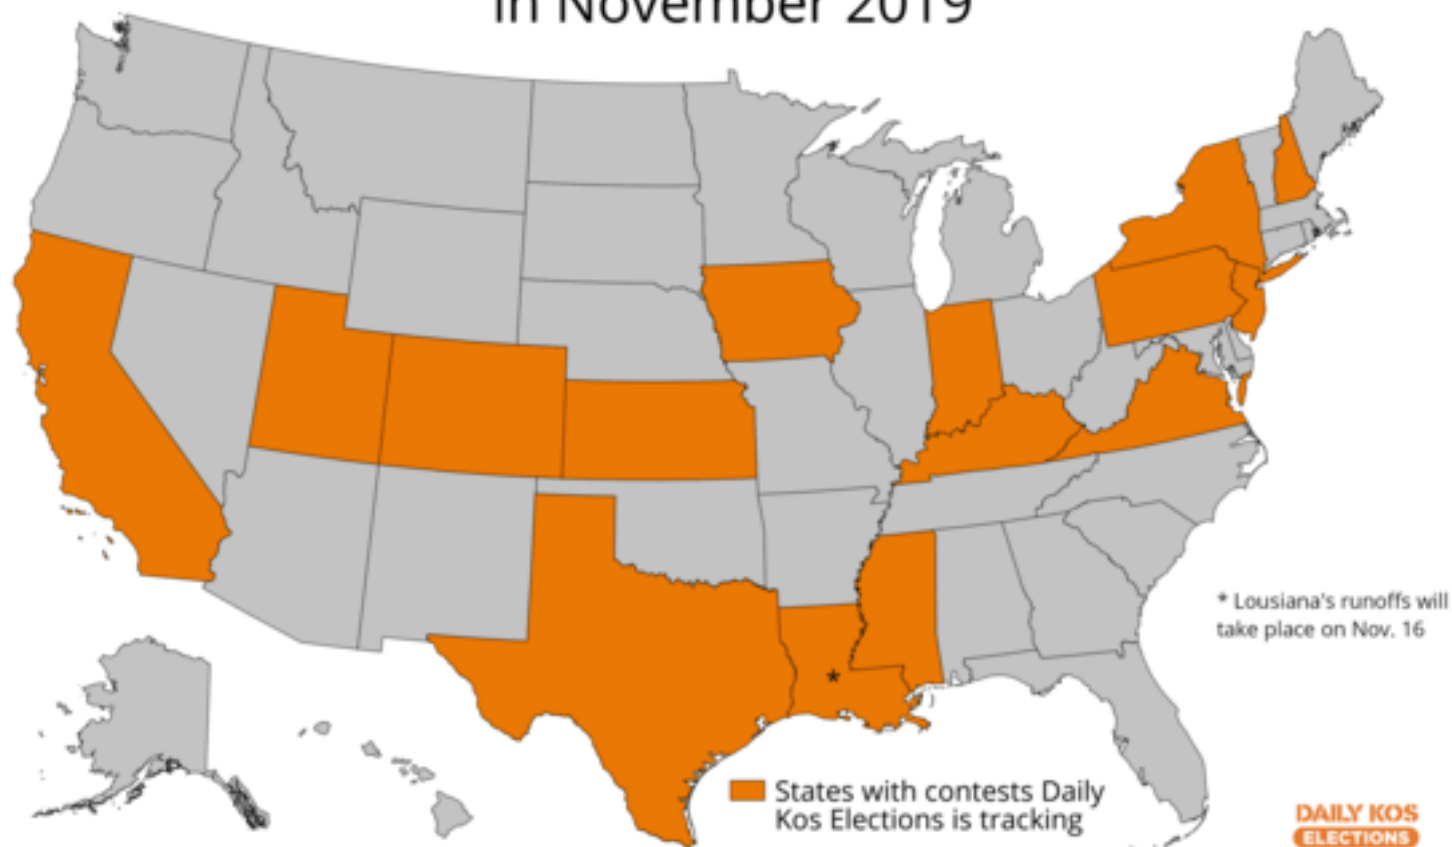 in November 2019
* Lousiana's runoffs will
take place on Nov. 16
*
States with contests Daily
Kos Elections is tracking
DAILY KOS
ELECTIONS